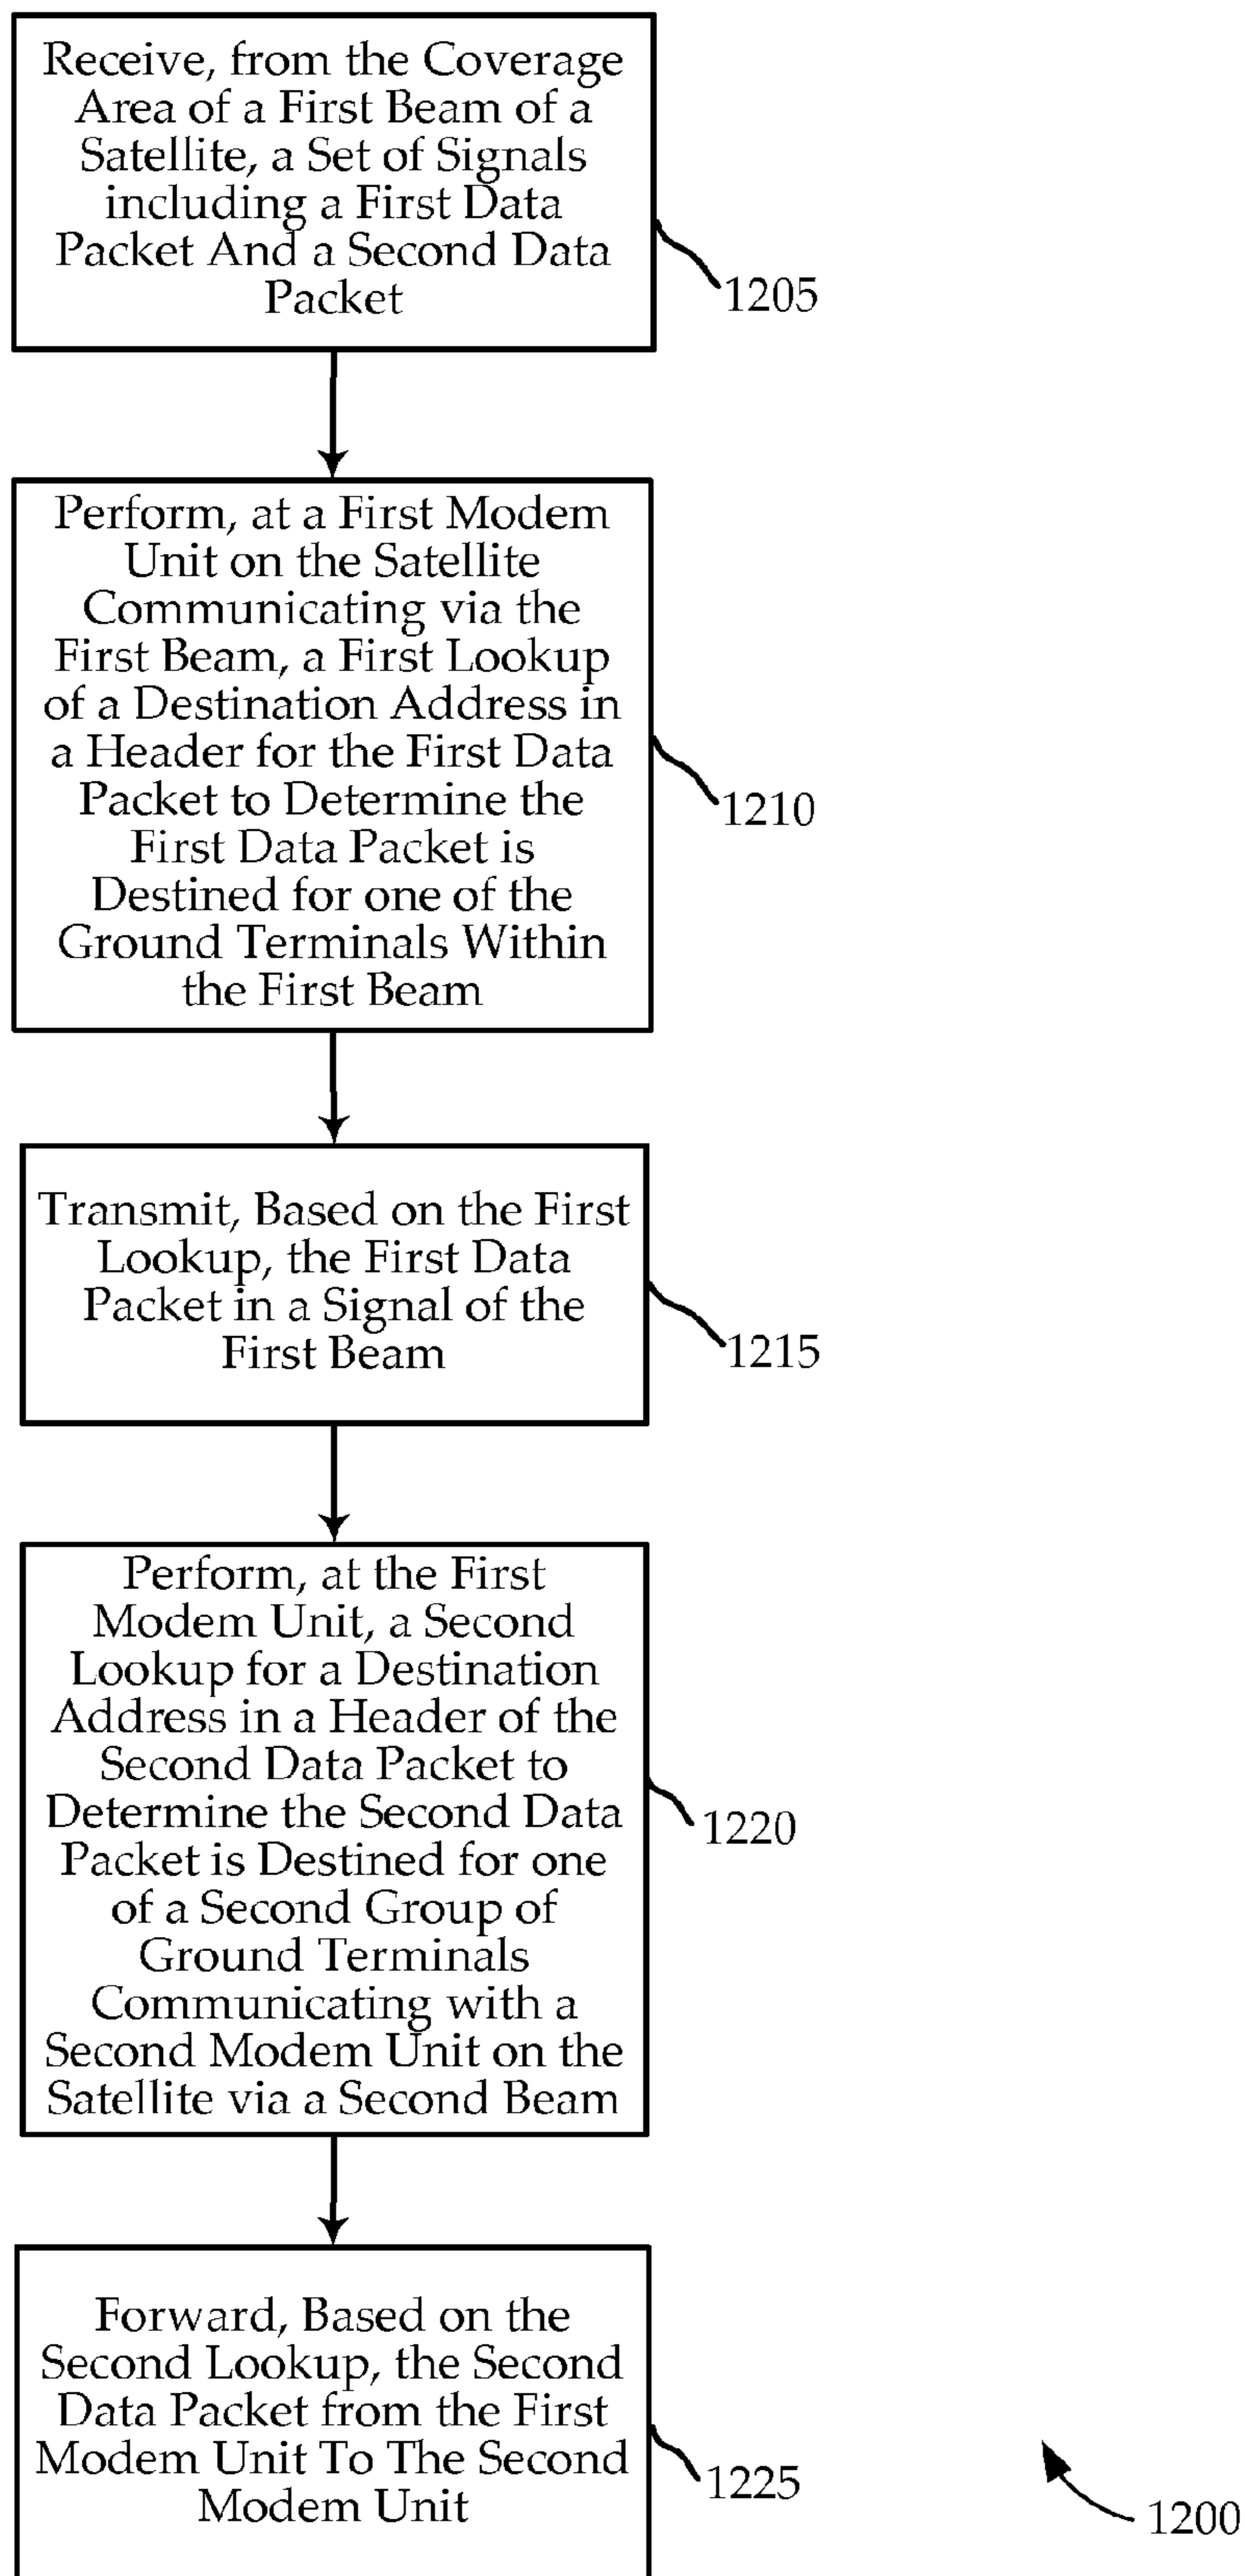 Receive, from the Coverage
Area of a First Beam of a
Satellite, a Set of Signals
including a First Data
Packet And a Second Data
Packet
1205
Perform, at a First Modem
Unit on the Satellite
Communicating via the
First Beam, a First Lookup
of a Destination Address in
a Header for the First Data
Packet to Determine the
First Data Packet is
Destined for one of the
Ground Terminals Within
the First Beam
1210
Transmit, Based on the First
Lookup, the First Data
Packet in a Signal of the
First Beam
1215
Perform, at the First
Modem Unit, a Second
Lookup for a Destination
Address in a Header of the
Second Data Packet to
Determine the Second Data
Packet is Destined for one
of a Second Group of
Ground Terminals
Communicating with a
Second Modem Unit on the
Satellite via a Second Beam
1220
Forward, Based on the
Second Lookup, the Second
Data Packet from the First
Modem Unit To The Second
Modem Unit
1225
1200